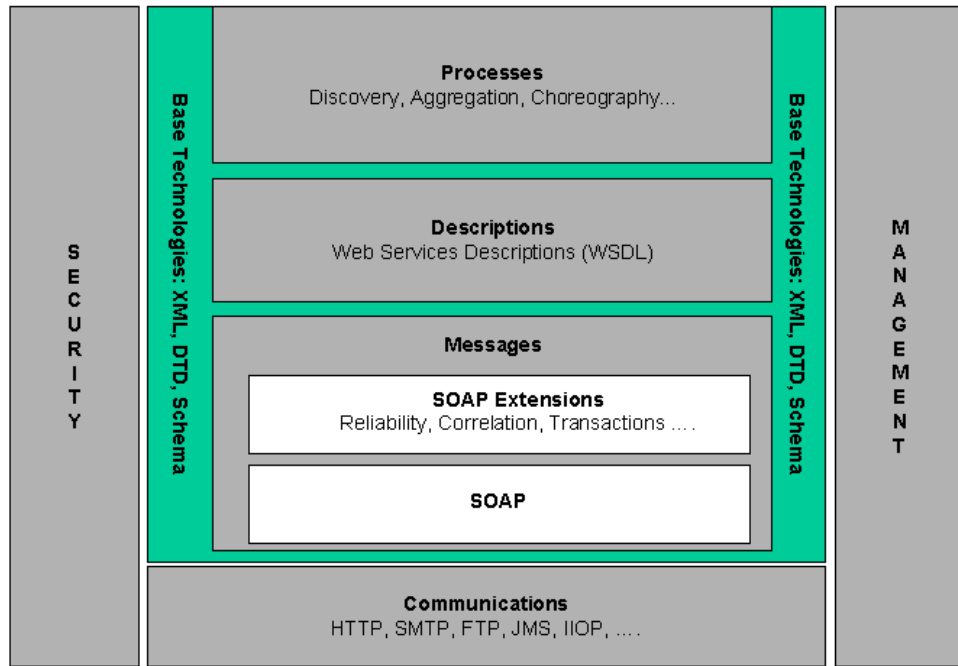 SECURITY
Base Technologies: XML, DTD, Schema
Processes
Discovery, Aggregation, Choreography...
Descriptions
Web Services Descriptions (WSDL)
Messages
SOAP Extensions
Reliability, Correlation, Transactions ....
SOAP
Base Technologies: XML, DTD, Schema
MANAGEMENT
Communications
HTTP, SMTP, FTP, JMS, IIOP, ....